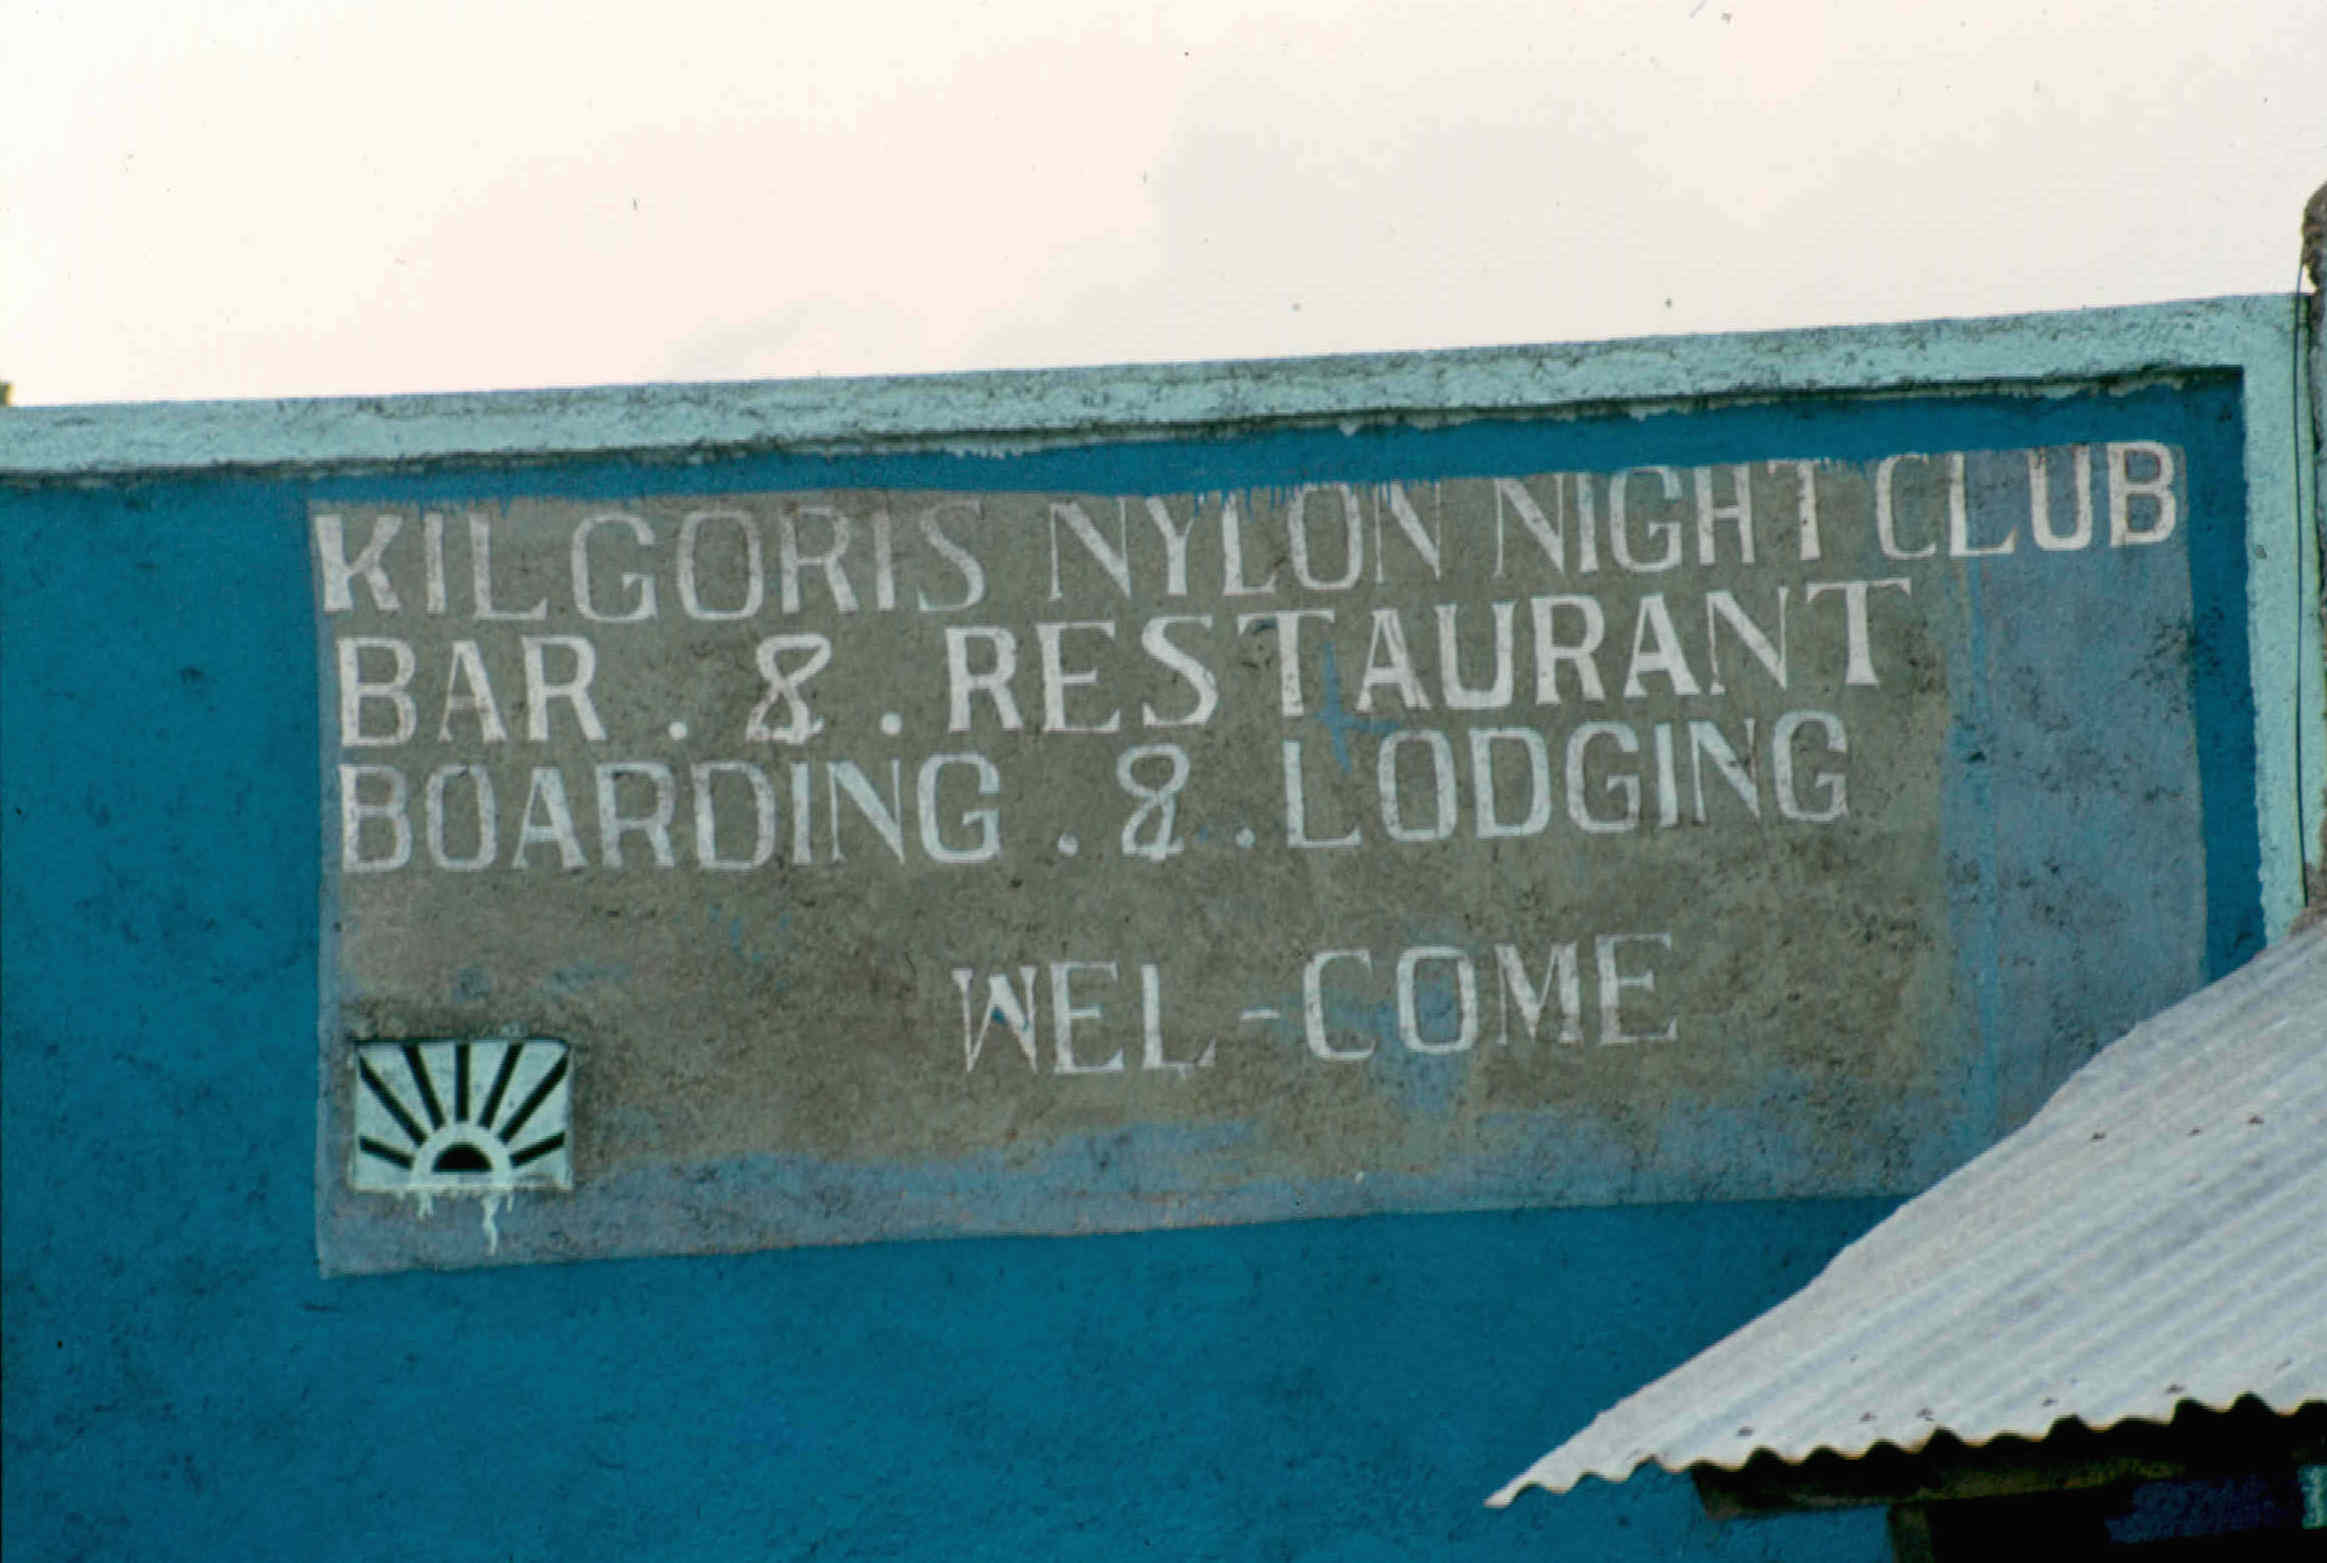 KILGORIS NYLON NIGHT CLUB
BAR . & . RESTAURANT
BOARDING . & . LODGING
WEL - COME